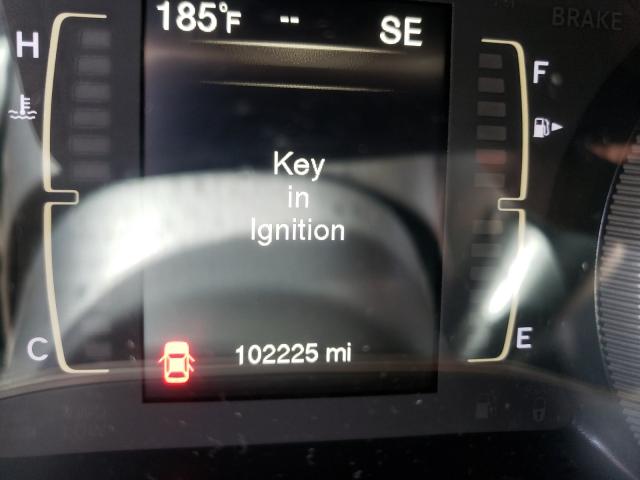 BRAKE
185°F -- SE
H
F
Key
in
Ignition
C
102225 mi
E